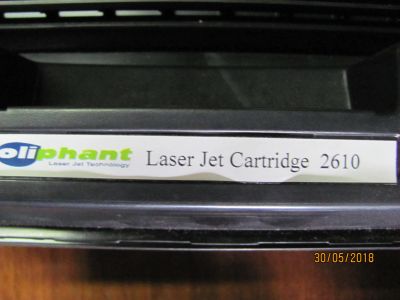 oliphant
Laser Jet Technology
Laser Jet Cartridge 2610
30/05/2018